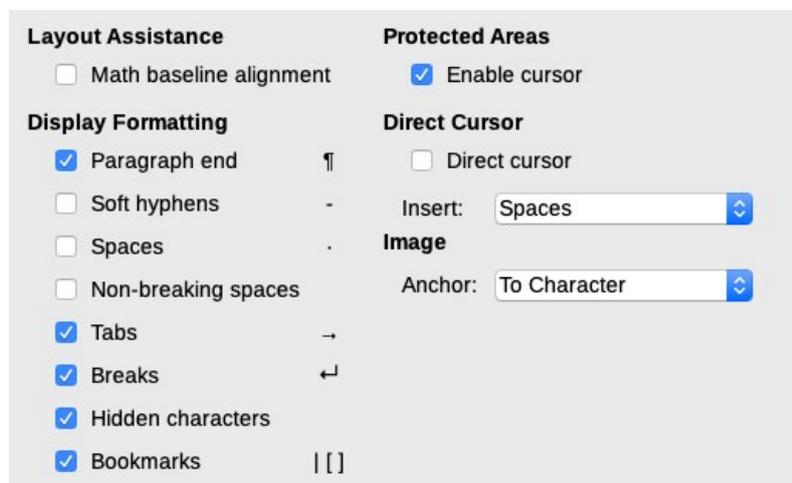 Layout Assistance
Math baseline alignment
Display Formatting
Paragraph end ¶
Soft hyphens -
Spaces ·
Non-breaking spaces
Tabs →
Breaks ↵
Hidden characters
Bookmarks |[]
Protected Areas
Enable cursor
Direct Cursor
Direct cursor
Insert: Spaces
Image
Anchor: To Character